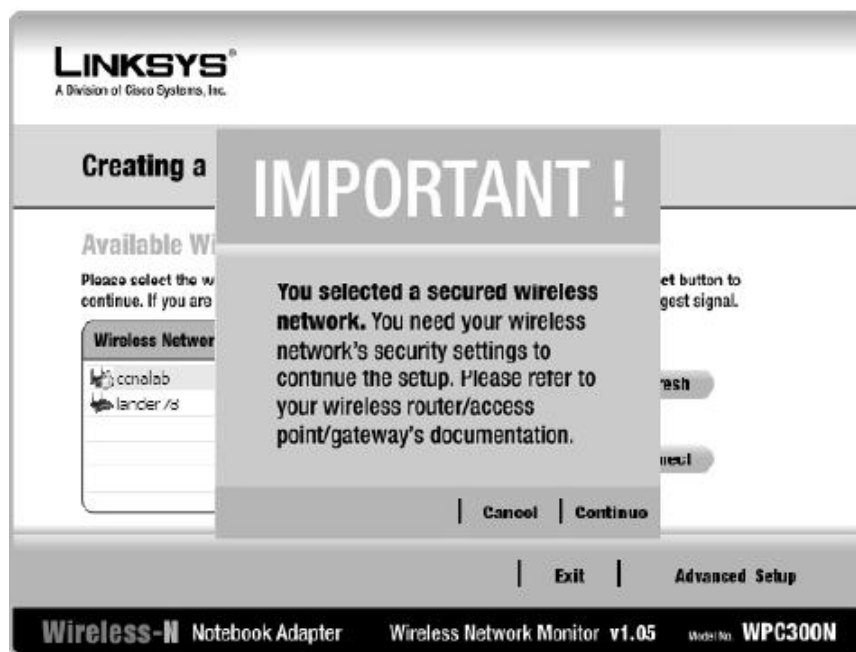 LINKSYS®
A Division of Cisco Systems, Inc.
Creating a
IMPORTANT !
Available Wi
Please select the w
et button to
continue. If you are
gest signal.
You selected a secured wireless
network. You need your wireless
network's security settings to
continue the setup. Please refer to
your wireless router/access
point/gateway's documentation.
Wireless Networ
ccnalab
lander78
resh
nect
Cancel
Continue
Exit
Advanced Setup
Wireless-N Notebook Adapter
Wireless Network Monitor v1.05
Model No. WPC300N